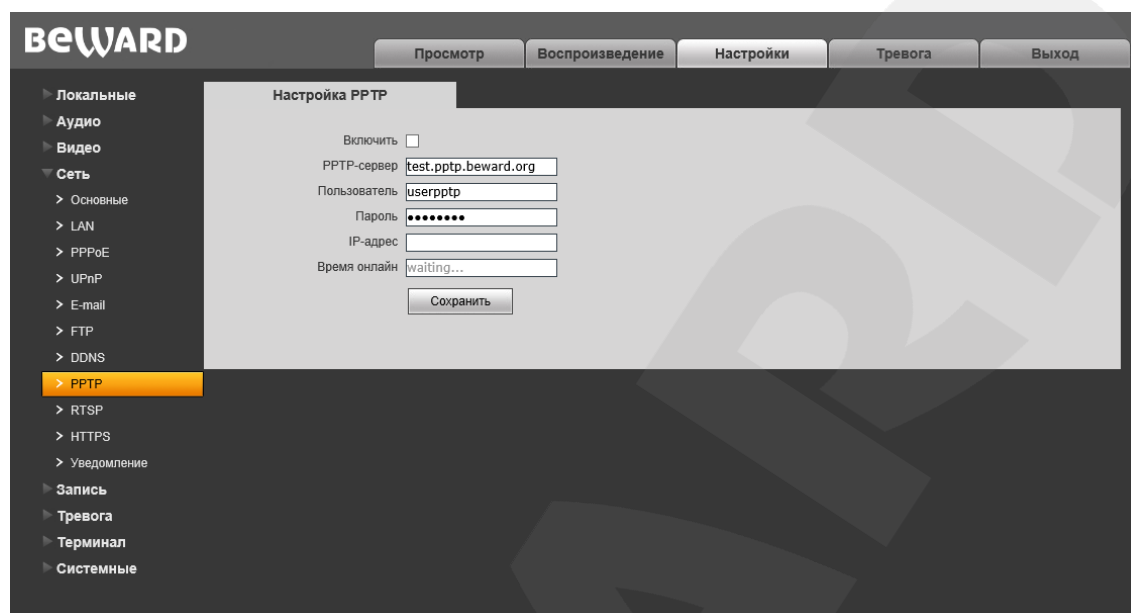 BEWARD
Просмотр Воспроизведение Настройки Тревога Выход
Локальные
Аудио
Видео
Сеть
> Основные
> LAN
> PPPoE
> UPnP
> E-mail
> FTP
> DDNS
> PPTP
> RTSP
> HTTPS
> Уведомление
Запись
Тревога
Терминал
Системные
Настройка PPTP
Включить
PPTP-сервер test.pptp.beward.org
Пользователь userpptp
Пароль ••••••••
IP-адрес
Время онлайн waiting...
Сохранить